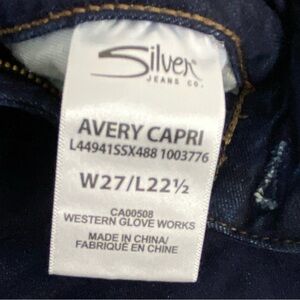 Silver
JEANS CO.
AVERY CAPRI
L44941SSX488 1003776
W27/L22½
CA00508
WESTERN GLOVE WORKS
MADE IN CHINA/
FABRIQUÉ EN CHINE